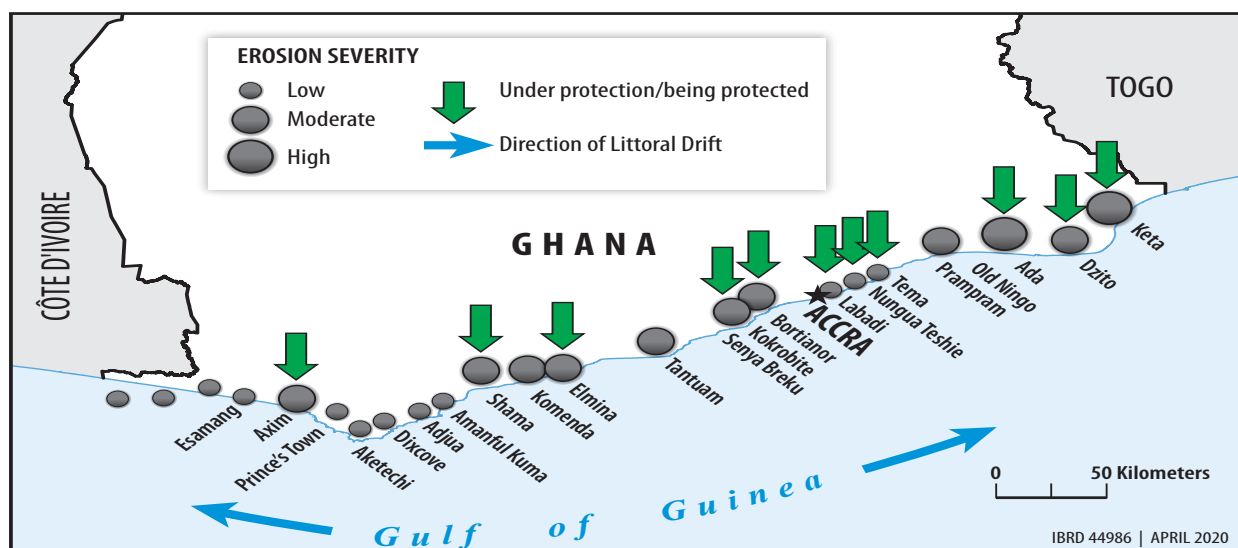 EROSION SEVERITY
Low
Moderate
High
Under protection/being protected
Direction of Littoral Drift
TOGO
CÔTE D'IVOIRE
GHANA
Esamang
Axim
Prince's Town
Aketechi
Dixcove
Adjua
Amanful Kuma
Shama
Komenda
Elmina
Tantuam
Senya Breku
Kokrobite
Bortianor
ACCRA
Labadi
Nungua Teshie
Tema
Prampram
Old Ningo
Ada
Dzito
Keta
Gulf of Guinea
0 50 Kilometers
IBRD 44986 | APRIL 2020